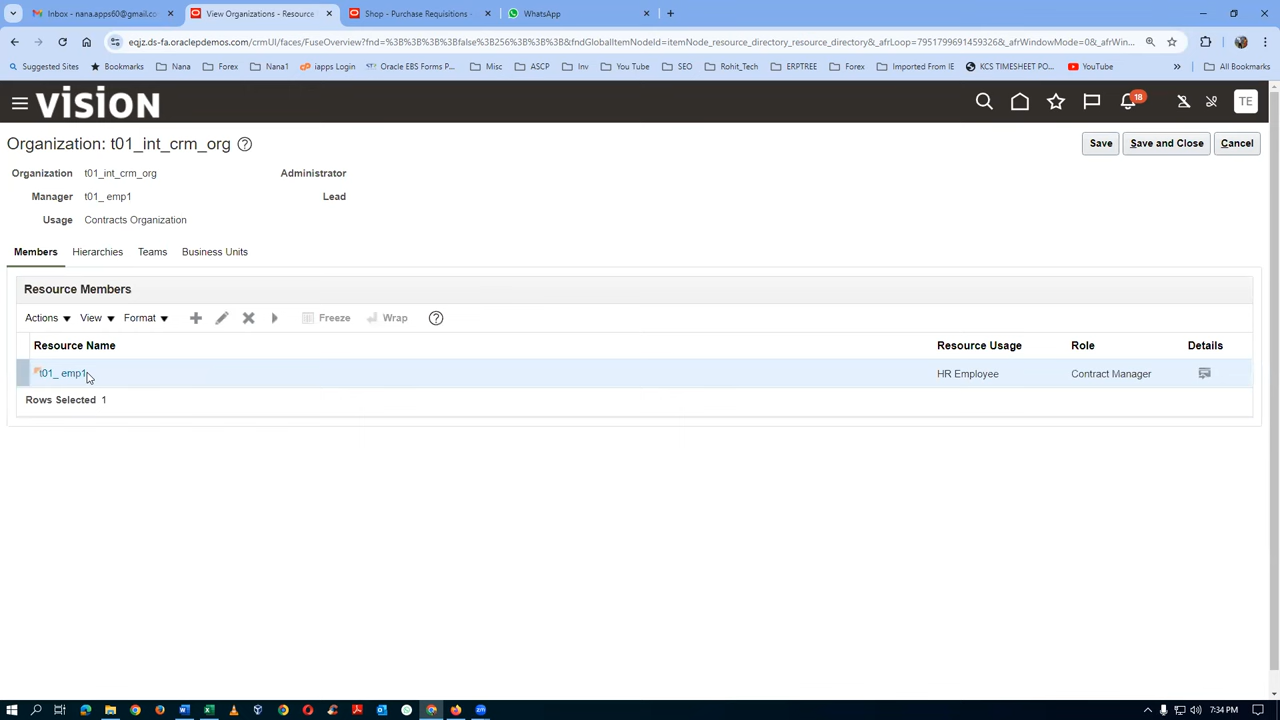 Inbox - nana.apps60@gmail.co
View Organizations - Resource
Shop - Purchase Requisitions -
WhatsApp
eqjz.ds-fa.oraclepdemos.com/crmUI/faces/FuseOverview?fnd=%3B%3B%3B%3Bfalse%3B256%3B%3B%3B&fndGlobalItemNodeId=itemNode_resource_directory_resource_directory&_afrLoop=7951799691459326&_afrWindowMode=0&_afrWin...
Suggested Sites
Bookmarks
Nana
Forex
Nana1
iapps Login
Oracle EBS Forms P...
Misc
ASCP
Inv
You Tube
SEO
Rohit_Tech
ERPTREE
Forex
Imported From IE
KCS TIMESHEET PO...
YouTube
All Bookmarks
VISION
18
TE
Organization: t01_int_crm_org
Save
Save and Close
Cancel
Organization t01_int_crm_org
Administrator
Manager t01_ emp1
Lead
Usage Contracts Organization
Members
Hierarchies
Teams
Business Units
Resource Members
Actions
View
Format
Freeze
Wrap
Resource Name
Resource Usage
Role
Details
t01_ emp1
HR Employee
Contract Manager
Rows Selected 1
7:34 PM